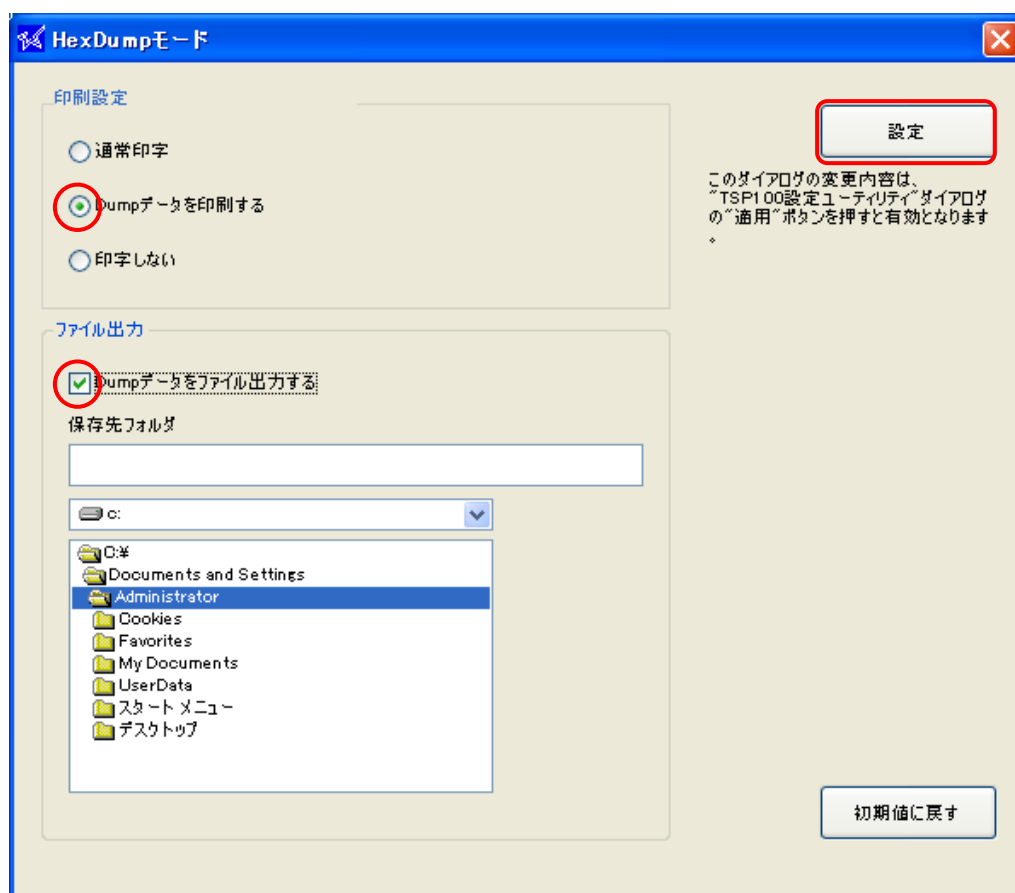 HexDumpモード
印刷設定
通常印字
Dumpデータを印刷する
印字しない
設定
このダイアログの変更内容は、
"TSP100設定ユーティリティ"ダイアログ
の"適用"ボタンを押すと有効となります
。
ファイル出力
Dumpデータをファイル出力する
保存先フォルダ
c:
C:¥
Documents and Settings
Administrator
Cookies
Favorites
My Documents
UserData
スタート メニュー
デスクトップ
初期値に戻す